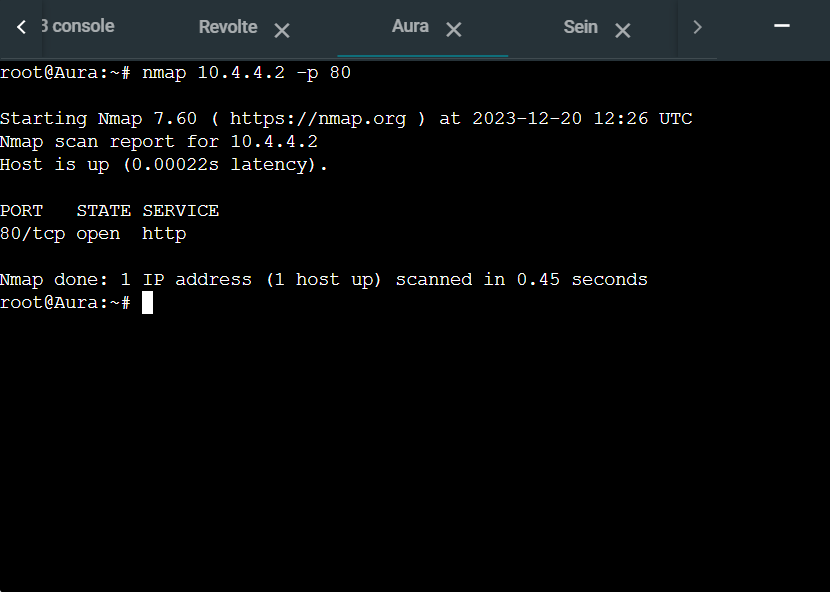 3 console
Revolte
Aura
Sein
root@Aura:~# nmap 10.4.4.2 -p 80
Starting Nmap 7.60 ( https://nmap.org ) at 2023-12-20 12:26 UTC
Nmap scan report for 10.4.4.2
Host is up (0.00022s latency).
PORT   STATE SERVICE
80/tcp open  http
Nmap done: 1 IP address (1 host up) scanned in 0.45 seconds
root@Aura:~#